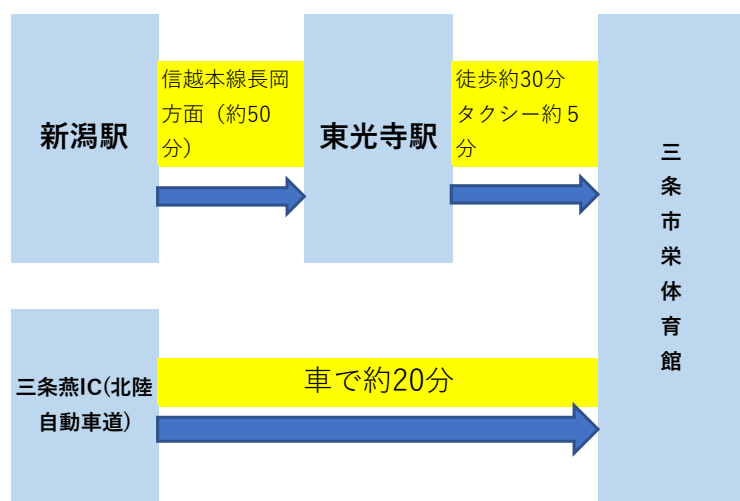 新潟駅
信越本線長岡
方面（約50
分）
東光寺駅
徒歩約30分
タクシー約５
分
三条市栄体育館
三条燕IC(北陸
自動車道)
車で約20分